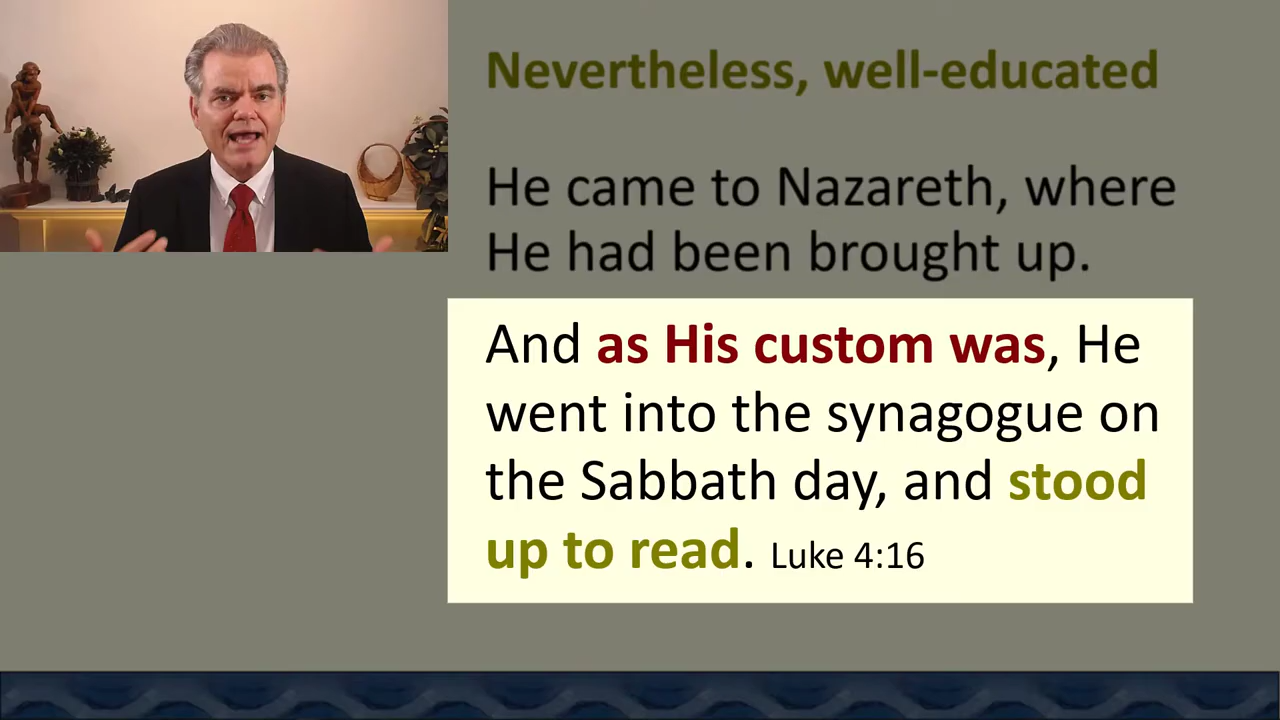 Nevertheless, well-educated
He came to Nazareth, where
He had been brought up.
And as His custom was, He
went into the synagogue on
the Sabbath day, and stood
up to read. Luke 4:16